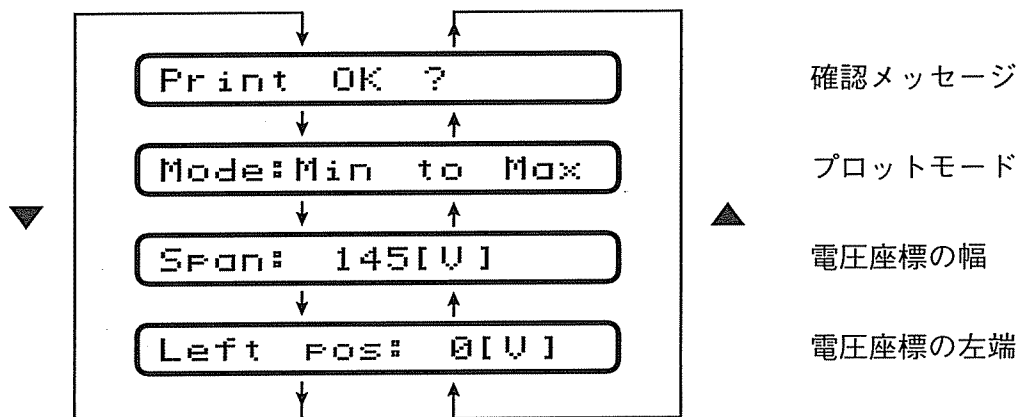 Print OK ?
確認メッセージ
Mode:Min to Max
プロットモード
Span: 145[V]
電圧座標の幅
Left pos: 0[V]
電圧座標の左端